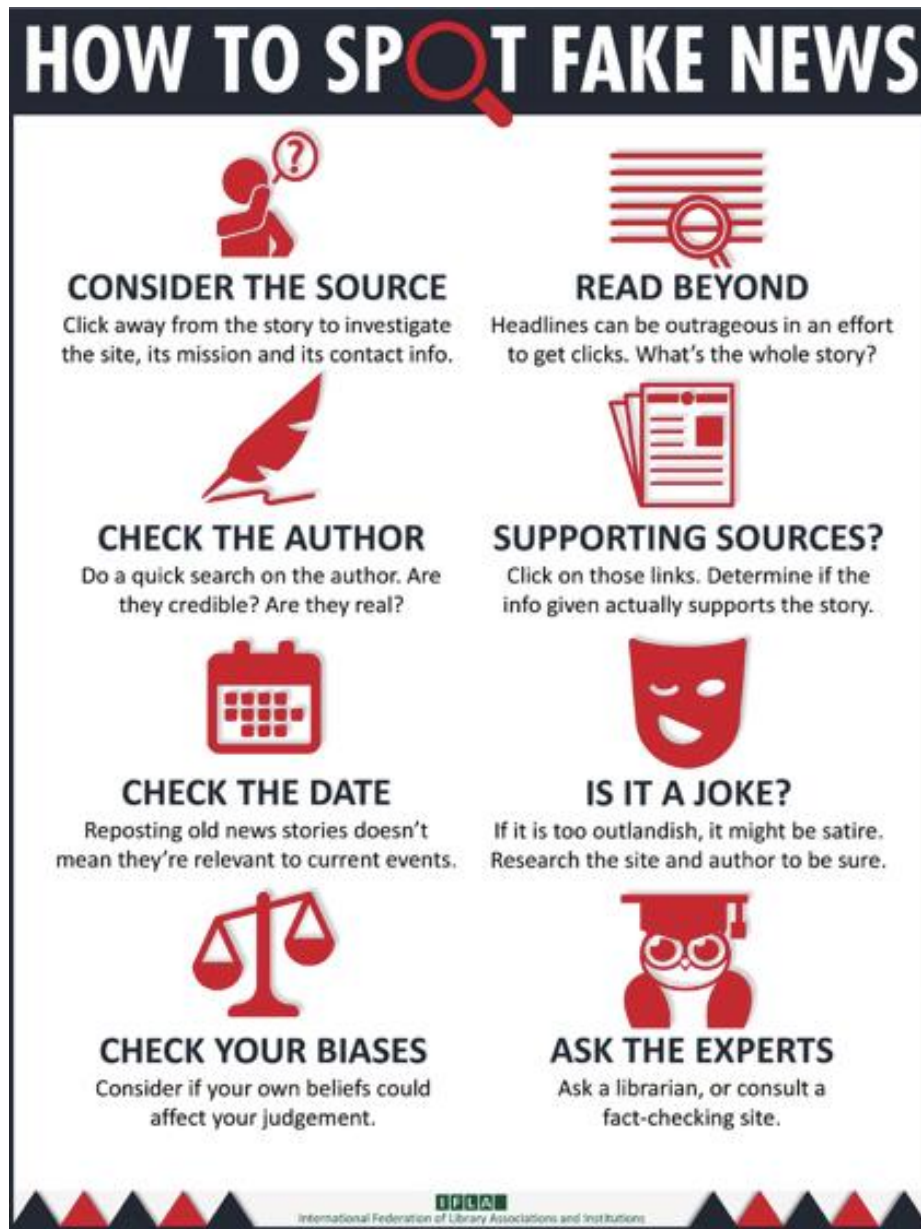 HOW TO SPOT FAKE NEWS
?
CONSIDER THE SOURCE
Click away from the story to investigate
the site, its mission and its contact info.
READ BEYOND
Headlines can be outrageous in an effort
to get clicks. What's the whole story?
CHECK THE AUTHOR
Do a quick search on the author. Are
they credible? Are they real?
SUPPORTING SOURCES?
Click on those links. Determine if the
info given actually supports the story.
CHECK THE DATE
Reposting old news stories doesn't
mean they're relevant to current events.
IS IT A JOKE?
If it is too outlandish, it might be satire.
Research the site and author to be sure.
CHECK YOUR BIASES
Consider if your own beliefs could
affect your judgement.
ASK THE EXPERTS
Ask a librarian, or consult a
fact-checking site.
IFLA
International Federation of Library Associations and Institutions